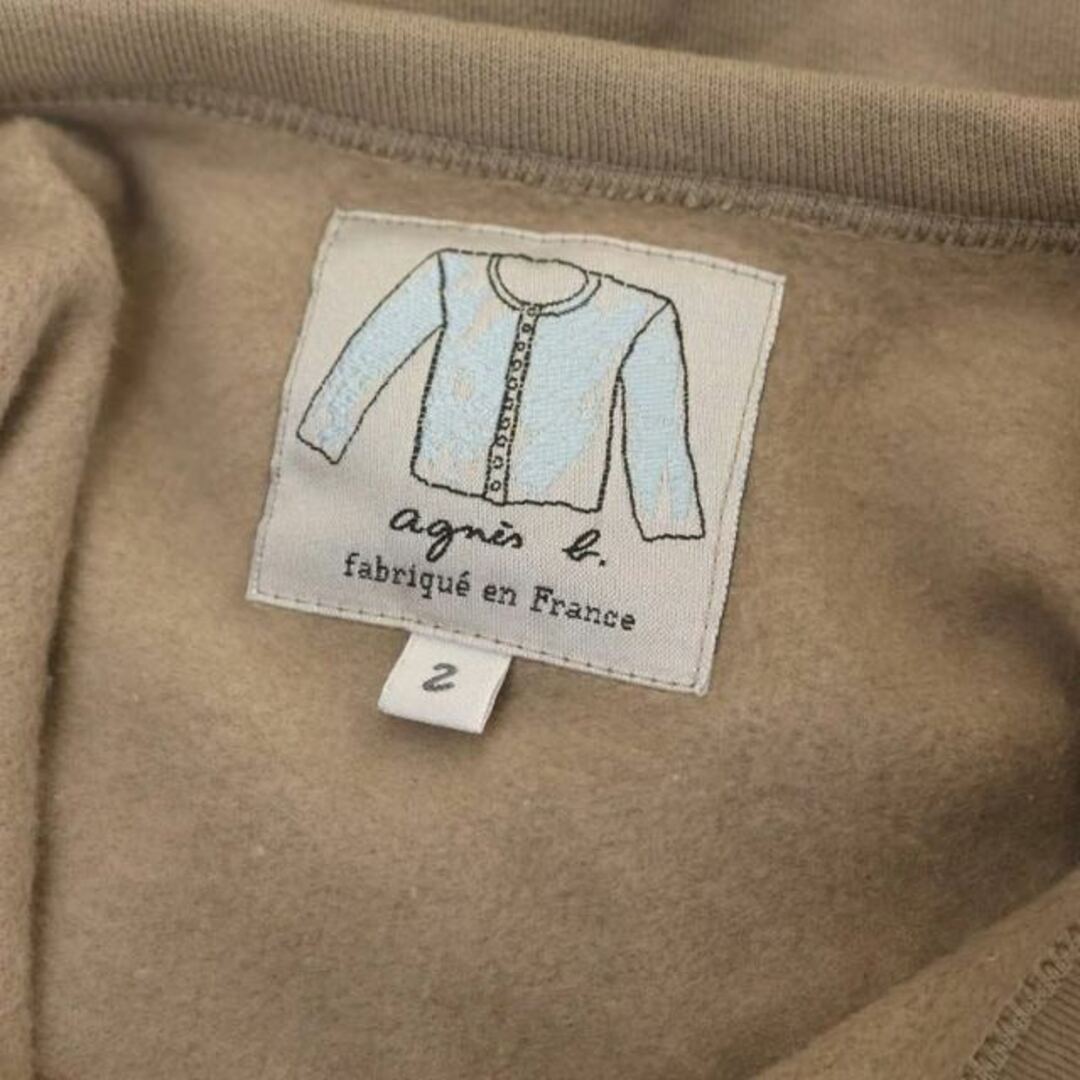 agnès b.
fabriqué en France
2